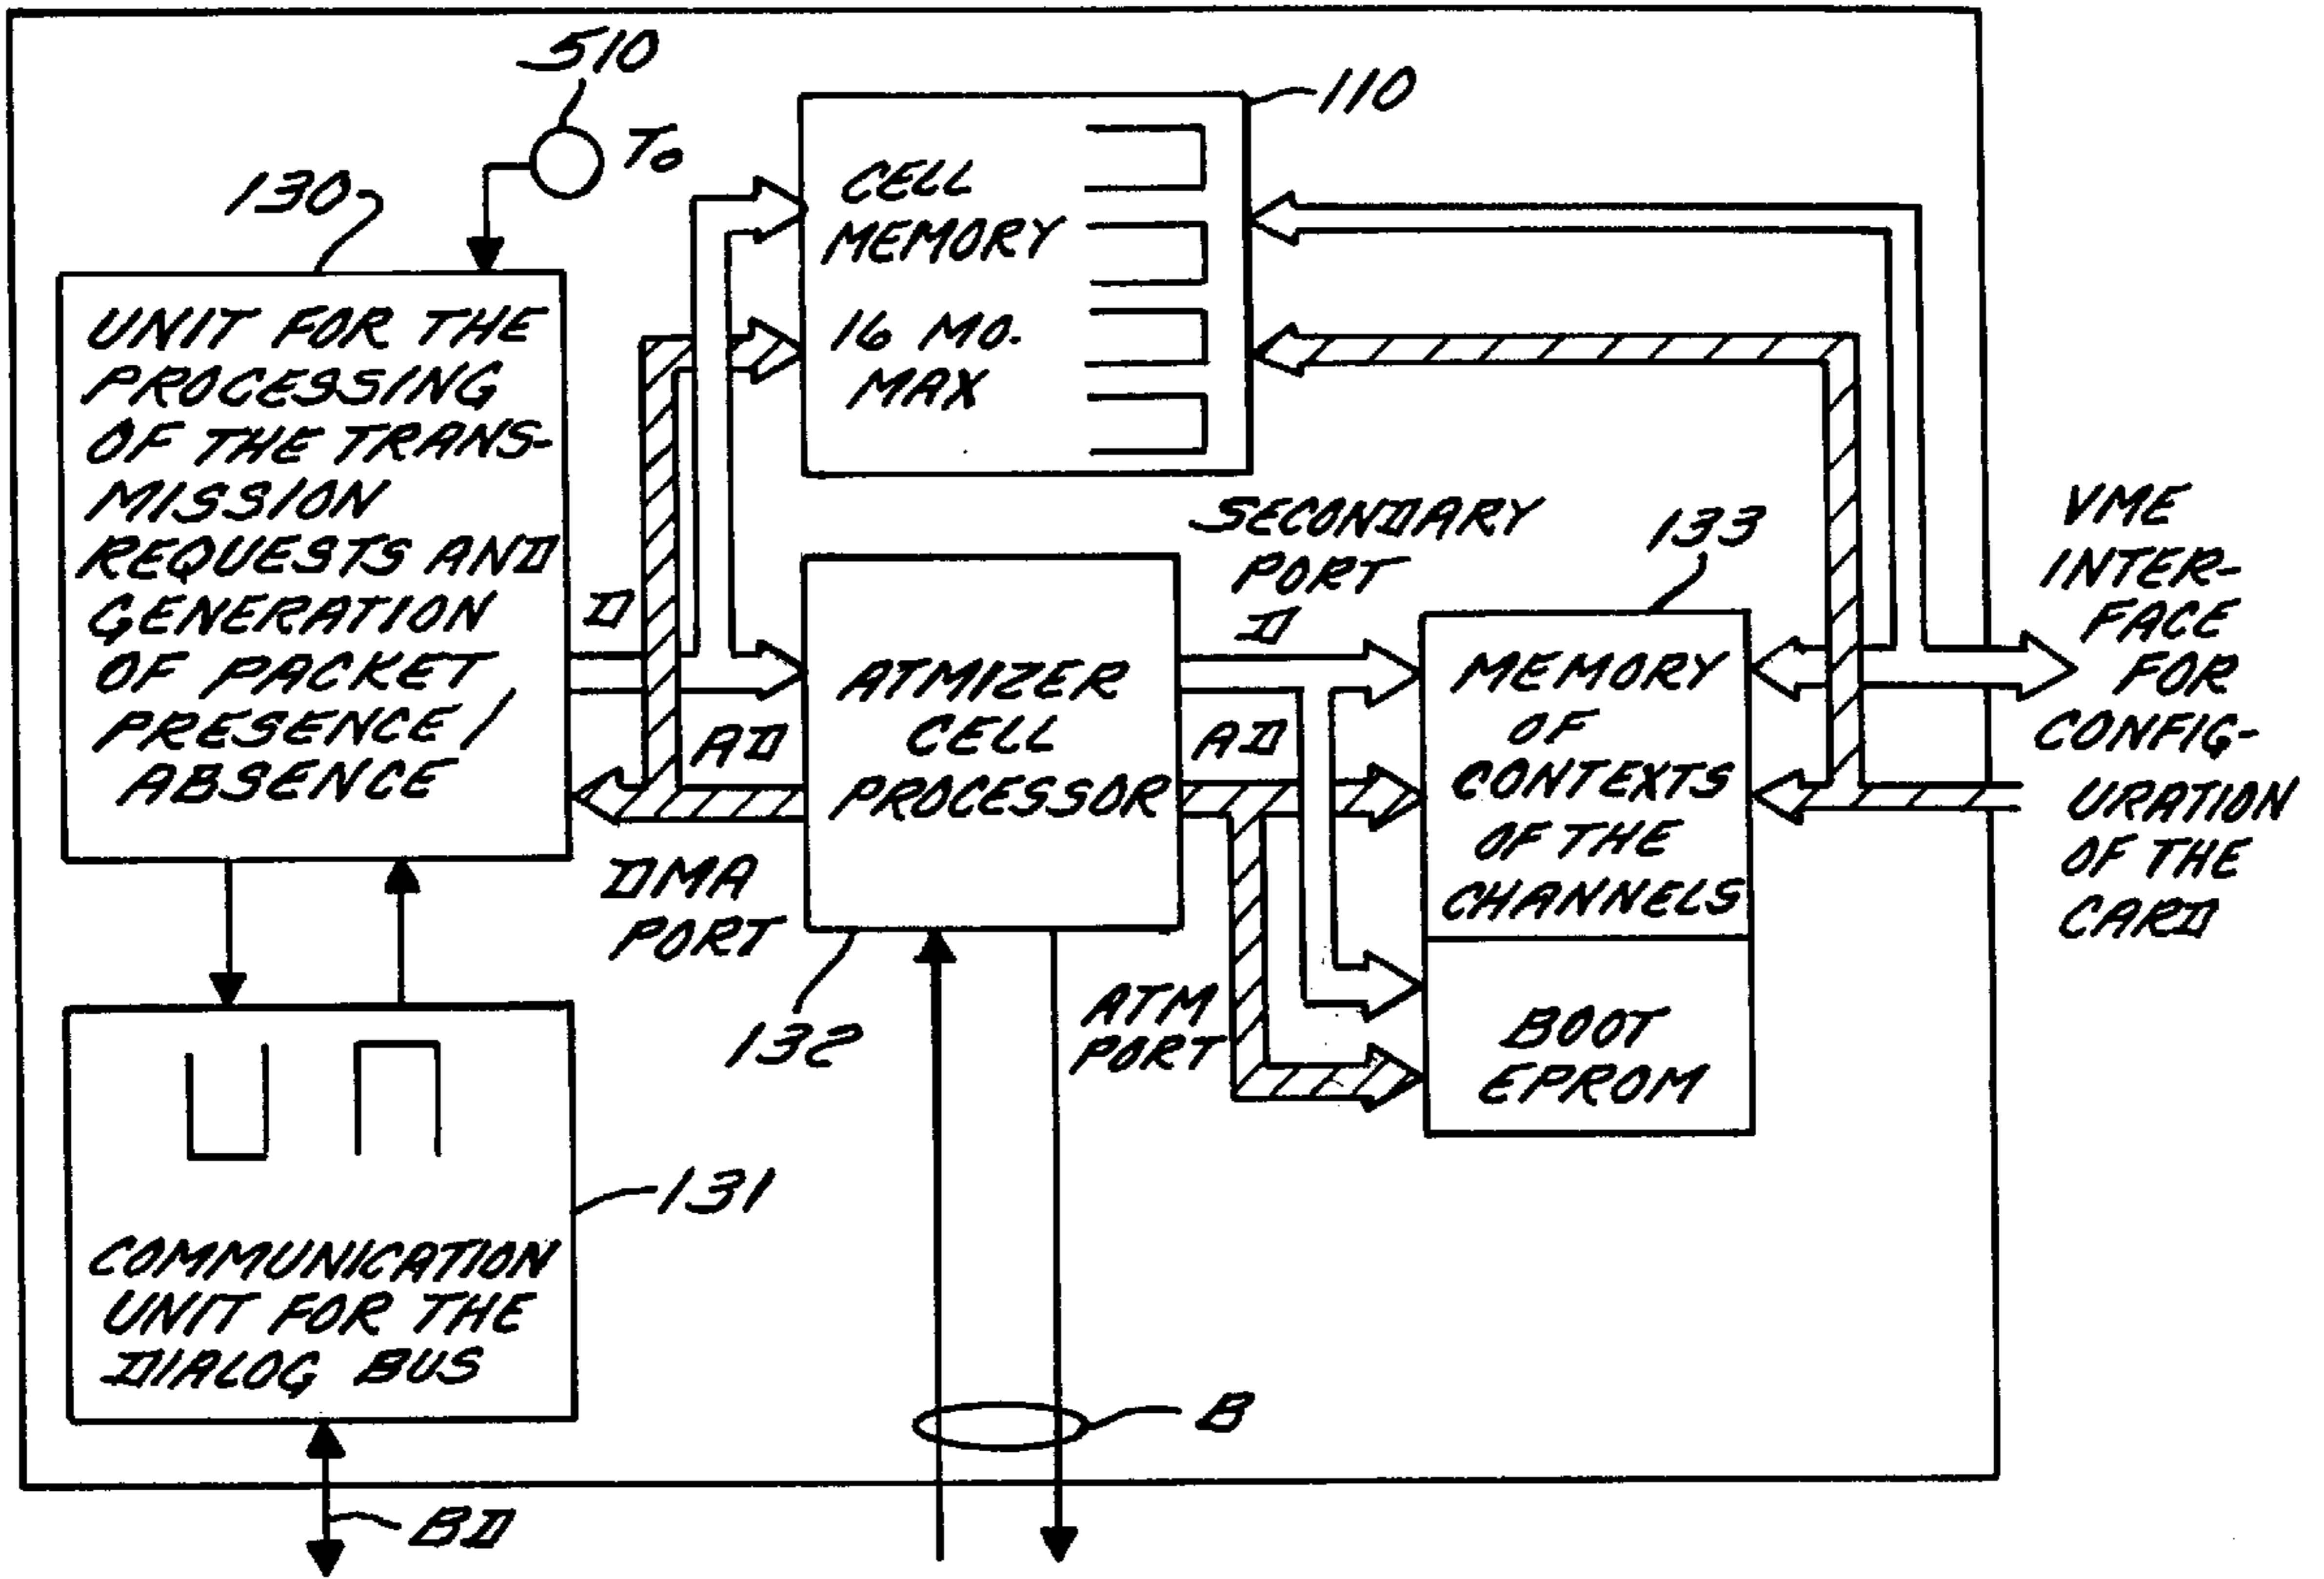 510
To
110
130
CELL
MEMORY
16 MO.
MAX
UNIT FOR THE
PROCESSING
OF THE TRANS-
MISSION
REQUESTS AND
GENERATION
OF PACKET
PRESENCE /
ABSENCE
D
AD
DMA
PORT
SECONDARY
PORT
D
AD
133
ATMIZER
CELL
PROCESSOR
132
MEMORY
OF
CONTEXTS
OF THE
CHANNELS
BOOT
EPROM
VME
INTER-
FACE
FOR
CONFIG-
URATION
OF THE
CARD
ATM
PORT
131
COMMUNICATION
UNIT FOR THE
DIALOG BUS
B
BD